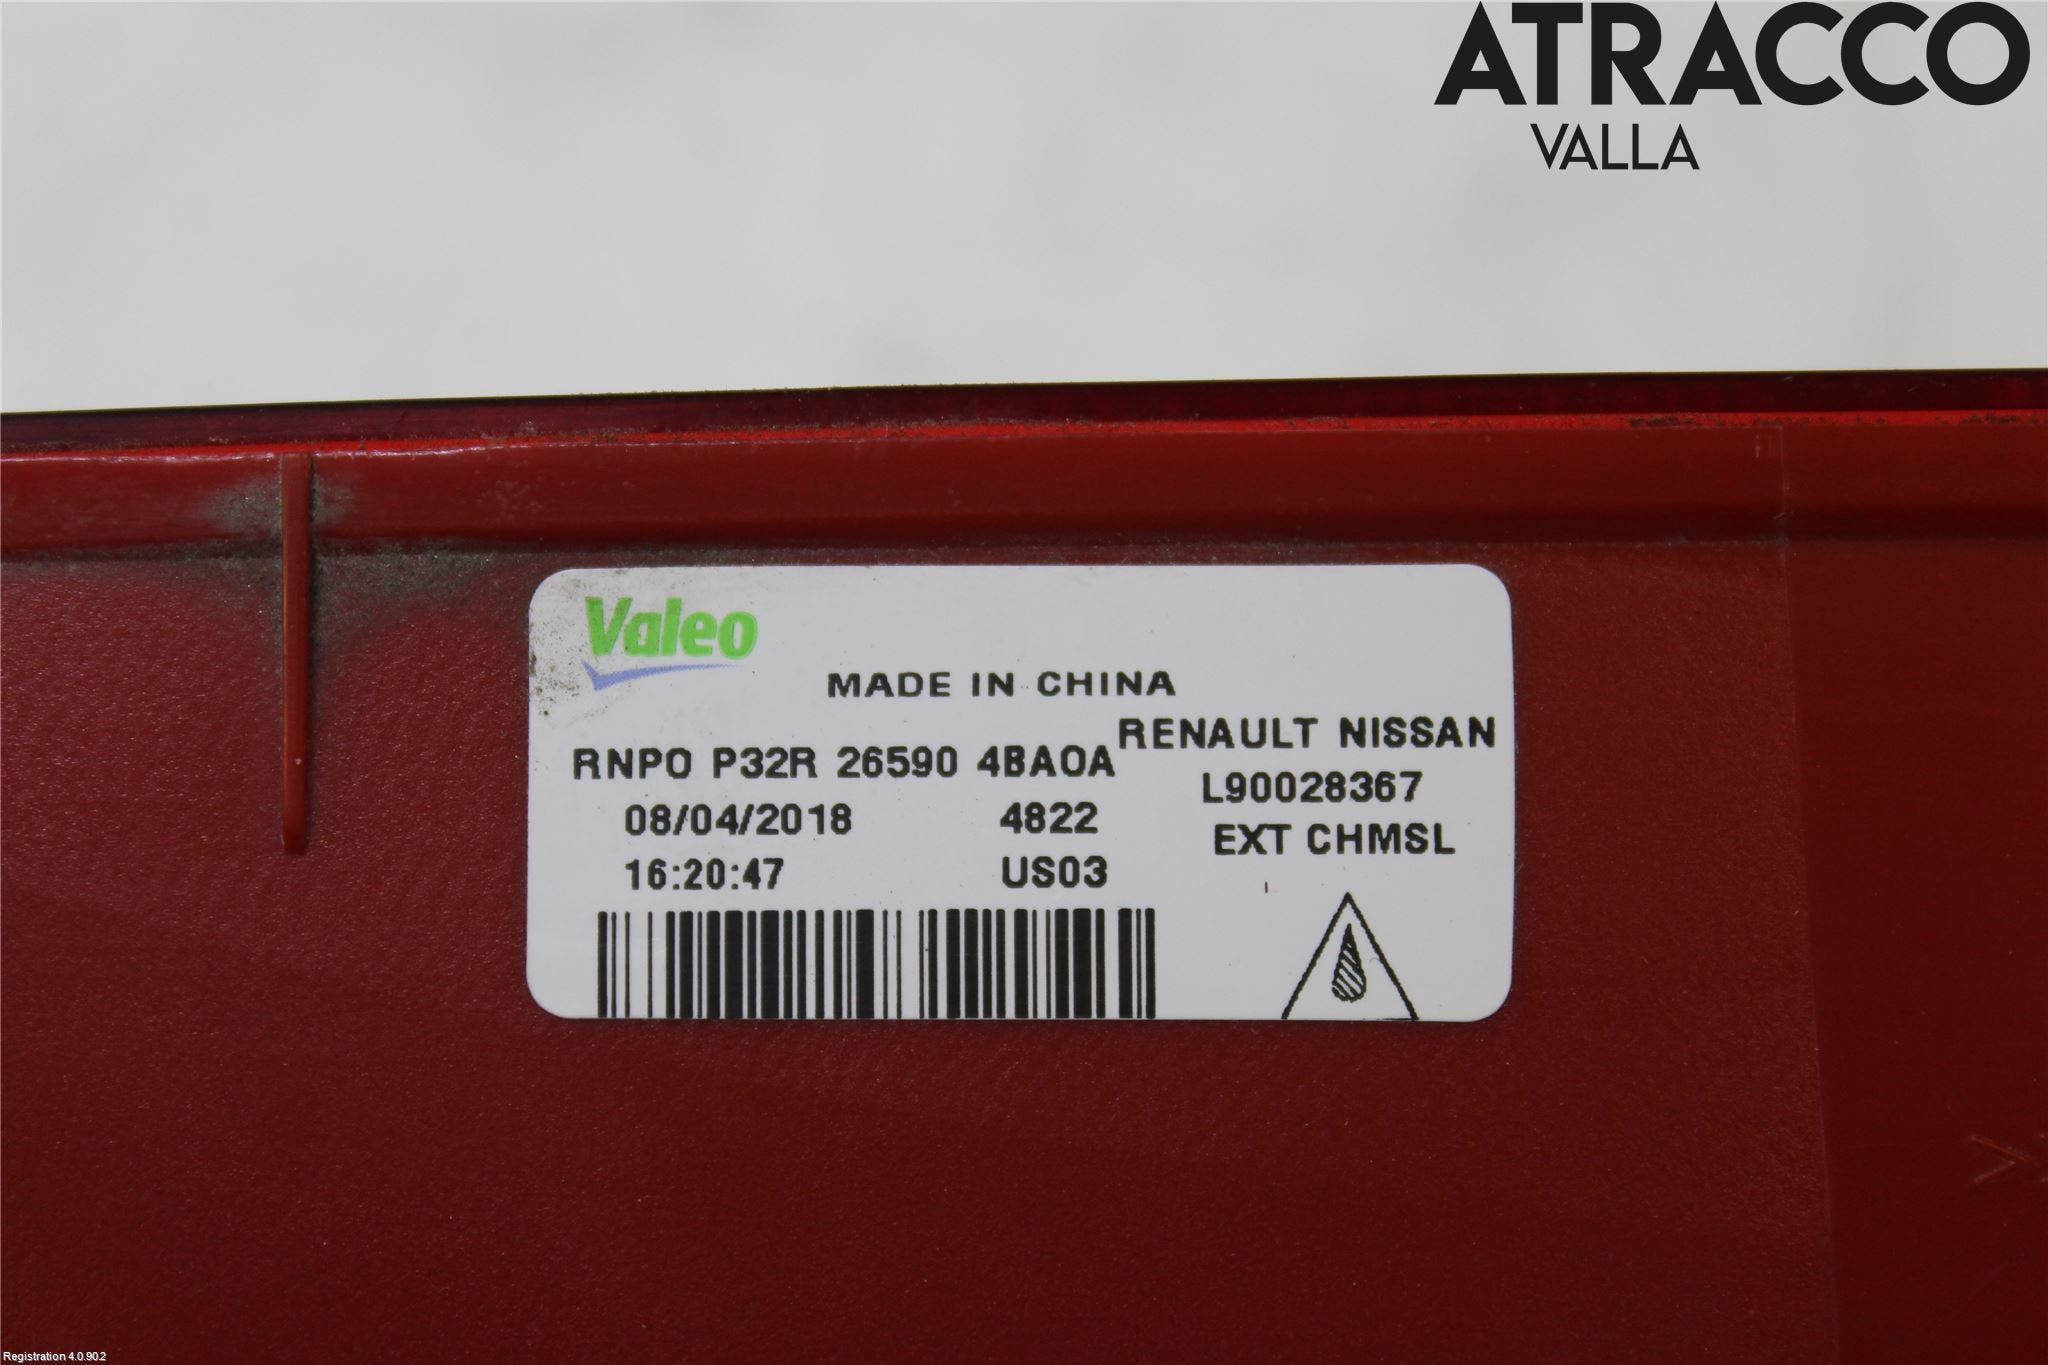 ATRACCO
VALLA
Valeo
MADE IN CHINA
RENAULT NISSAN
RNPO P32R 26590 4BA0A
L90028367
08/04/2018 4822
EXT CHMSL
16:20:47 US03
Registration 4.0.90.2